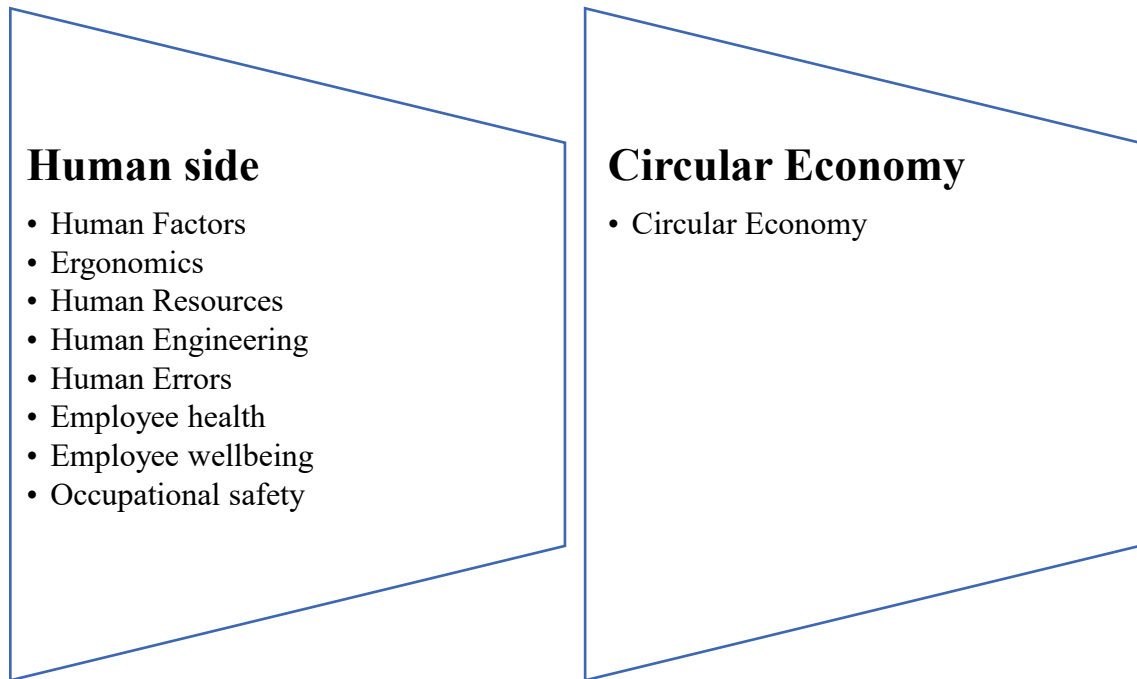 Human side
• Human Factors
• Ergonomics
• Human Resources
• Human Engineering
• Human Errors
• Employee health
• Employee wellbeing
• Occupational safety
Circular Economy
• Circular Economy